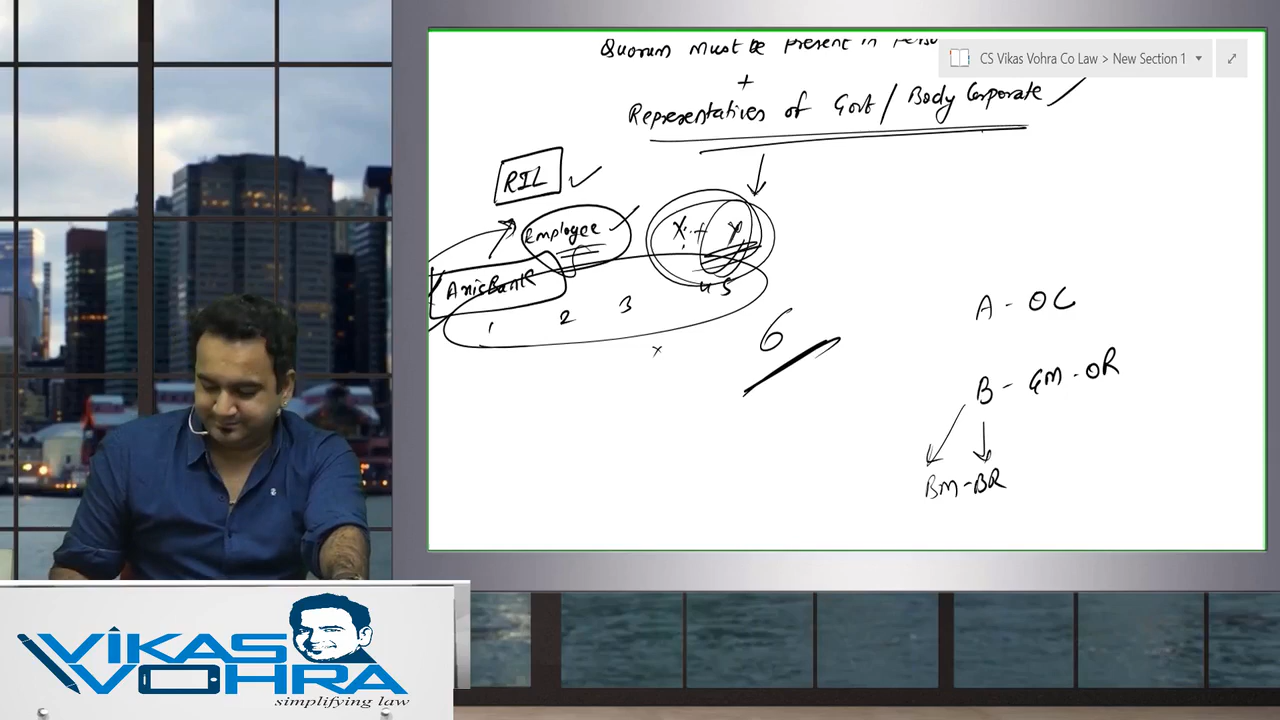 Quorum must be present in
CS Vikas Vohra Co Law > New Section 1
+
Representatives of Govt / Body Corporate ✓
RIL ✓
employee
X + Y
Axis Bank
1 2 3 4 5
x
6
A - OC
B - GM - OR
BM - BR
VIKAS
VOHRA
simplifying law